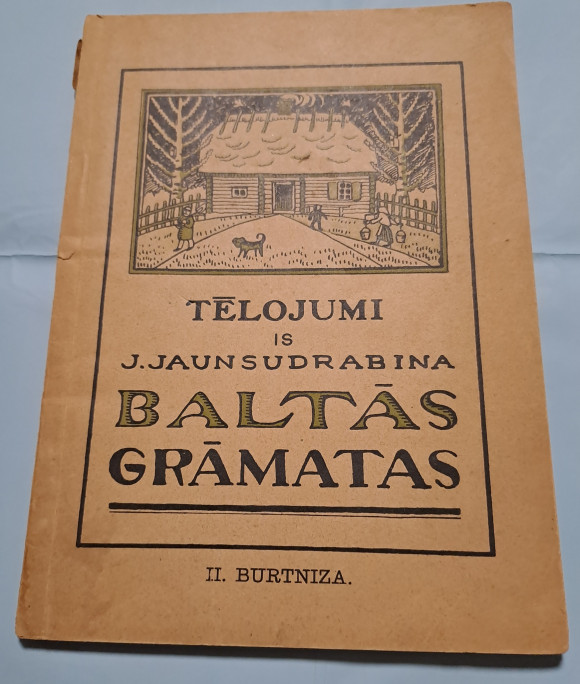 TĒLOJUMI
IS
J. JAUNSUDRABINA
BALTĀS
GRĀMATAS
II. BURTNIZA.